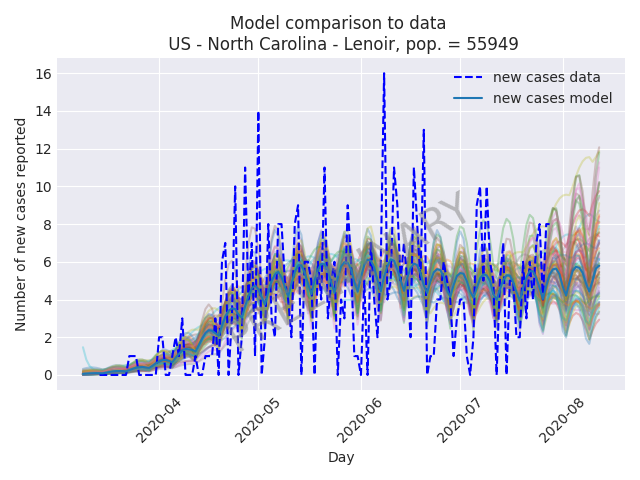 Model comparison to data
US - North Carolina - Lenoir, pop. = 55949
new cases data
new cases model
Number of new cases reported
16
14
12
10
8
6
4
2
0
2020-04
2020-05
2020-06
2020-07
2020-08
Day